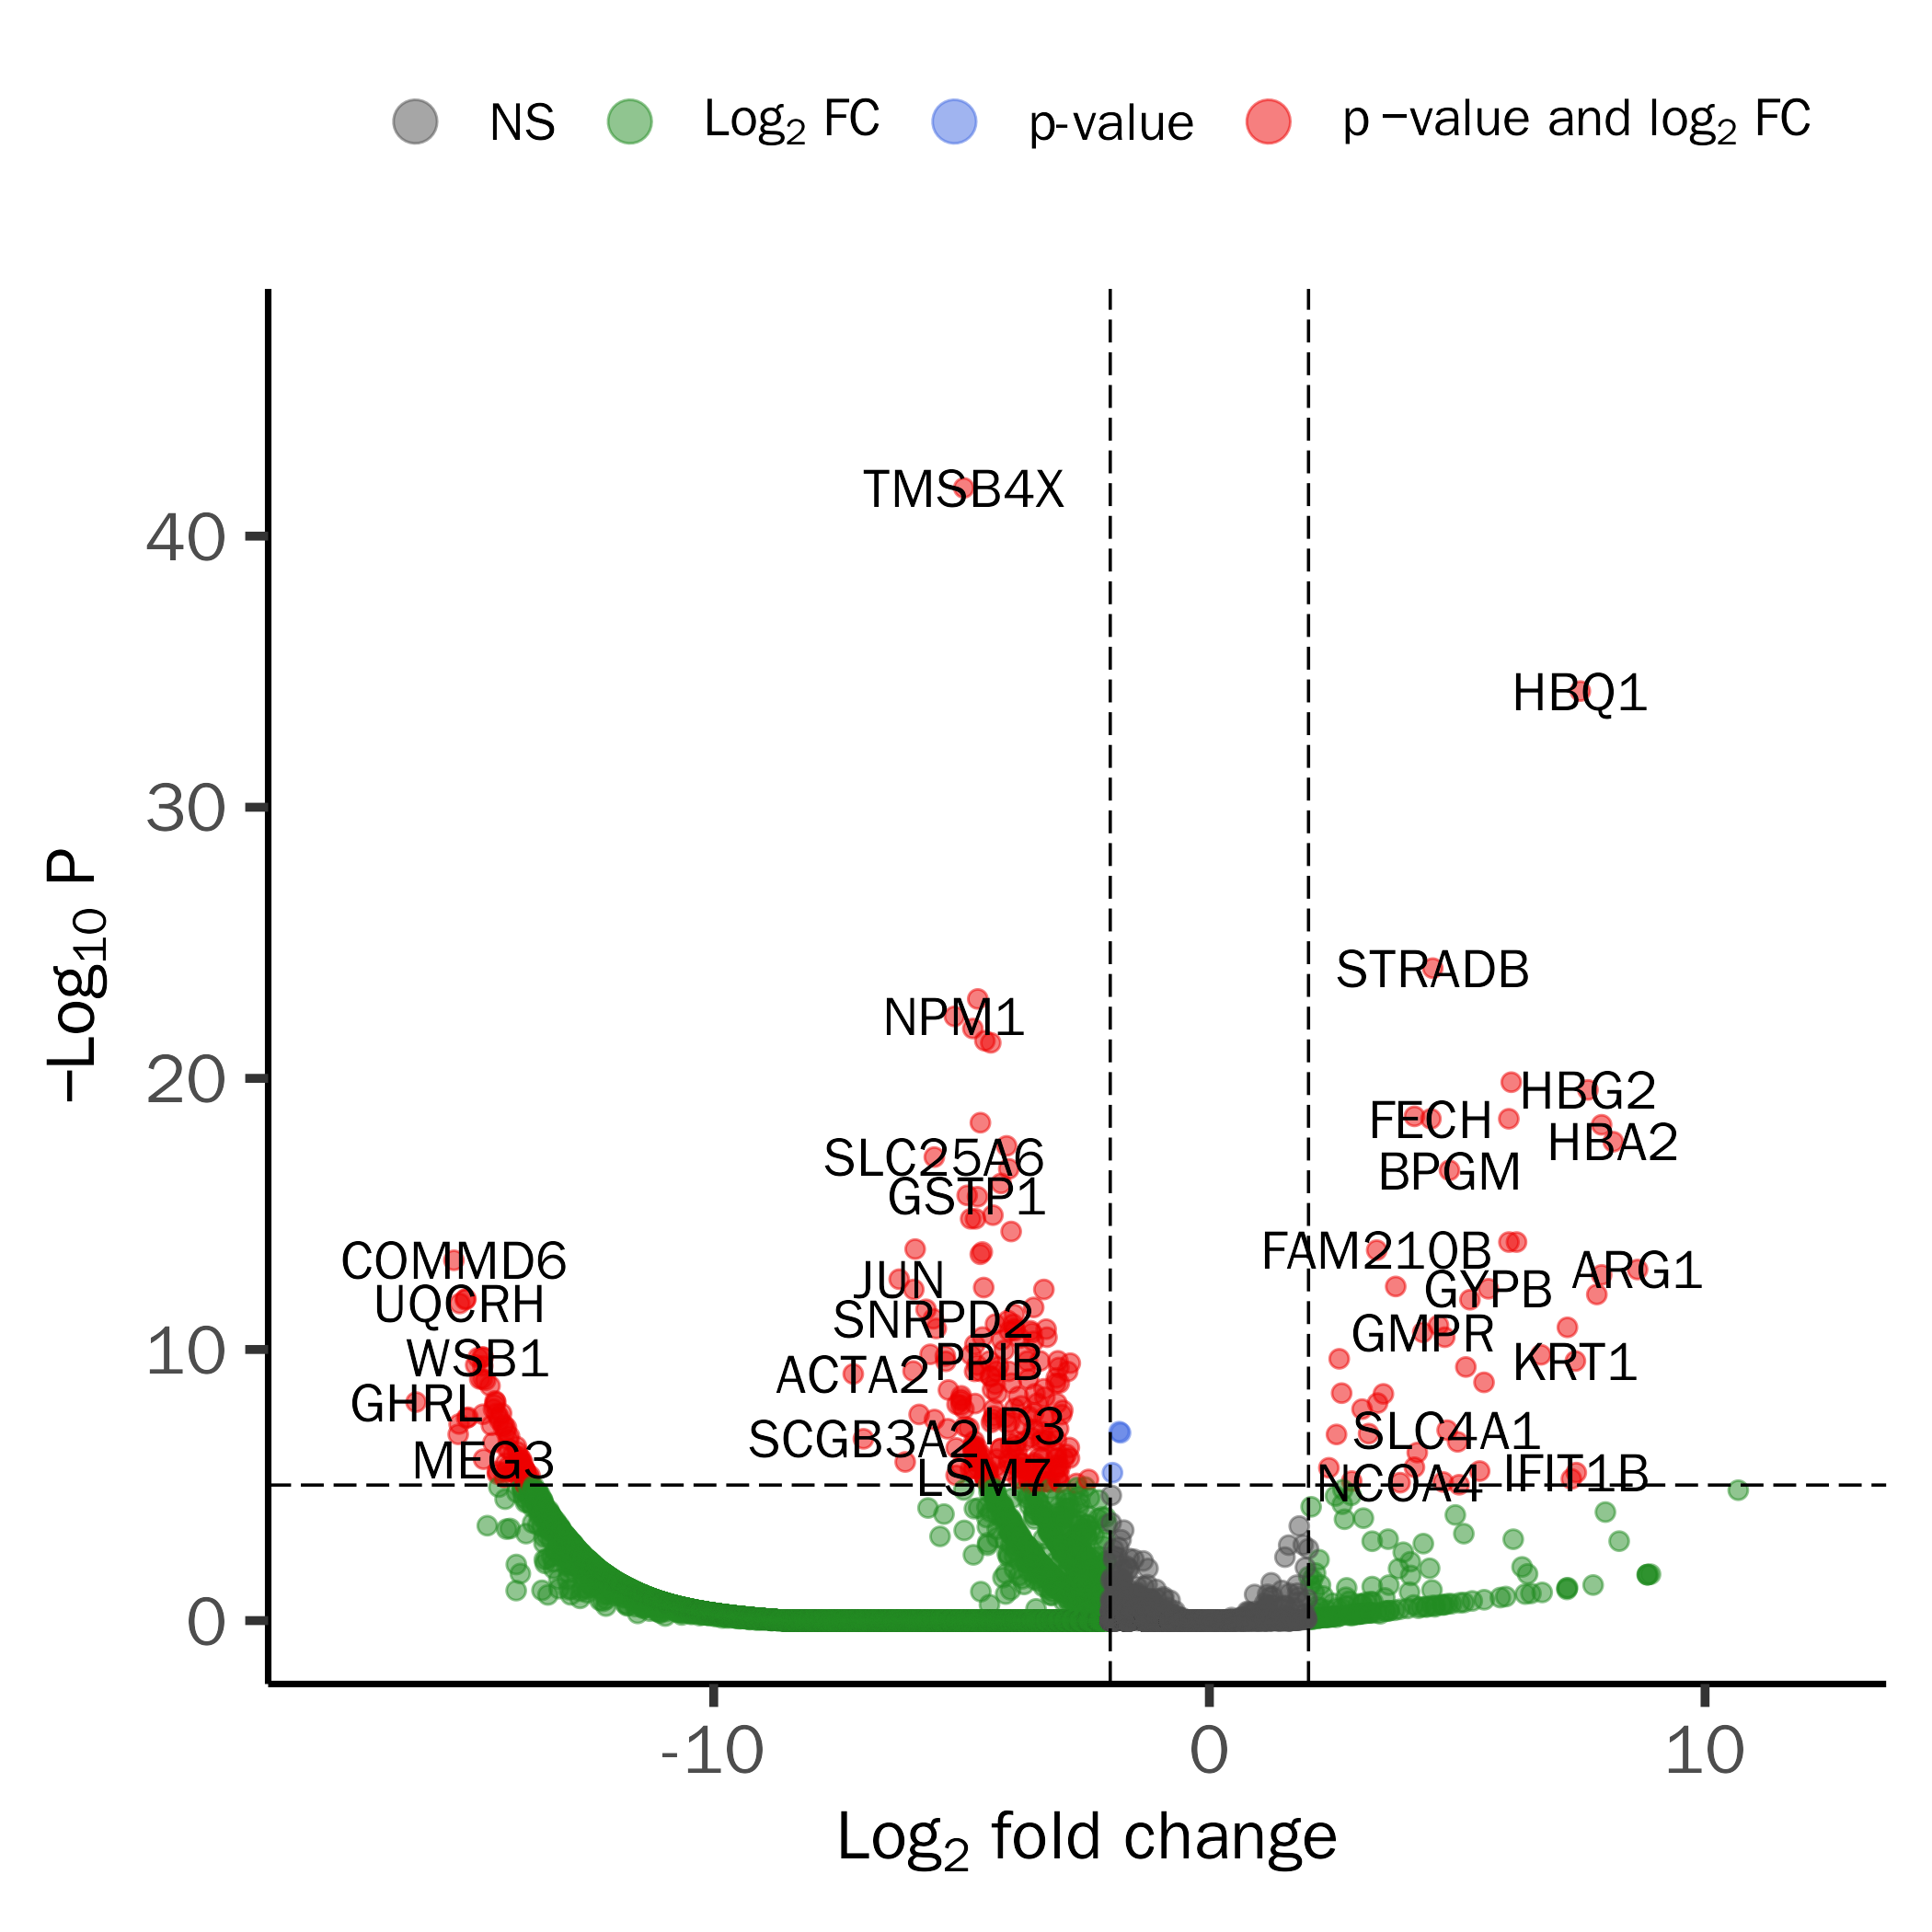 NS Log2 FC p-value p −value and log2 FC
TMSB4X
40
HBQ1
30
STRADB
NPM1
20
HBG2
FECH
HBA2
SLC25A6
BPGM
GSTP1
FAM210B
COMMD6
ARG1
JUN
GYPB
UQCRH
SNRPD2
GMPR
10
WSB1
PPIB
KRT1
ACTA2
GHRL
ID3
SLC4A1
SCGB3A2
MEG3
IFIT1B
LSM7
NCOA4
0
−Log10 P
-10 0 10
Log2 fold change